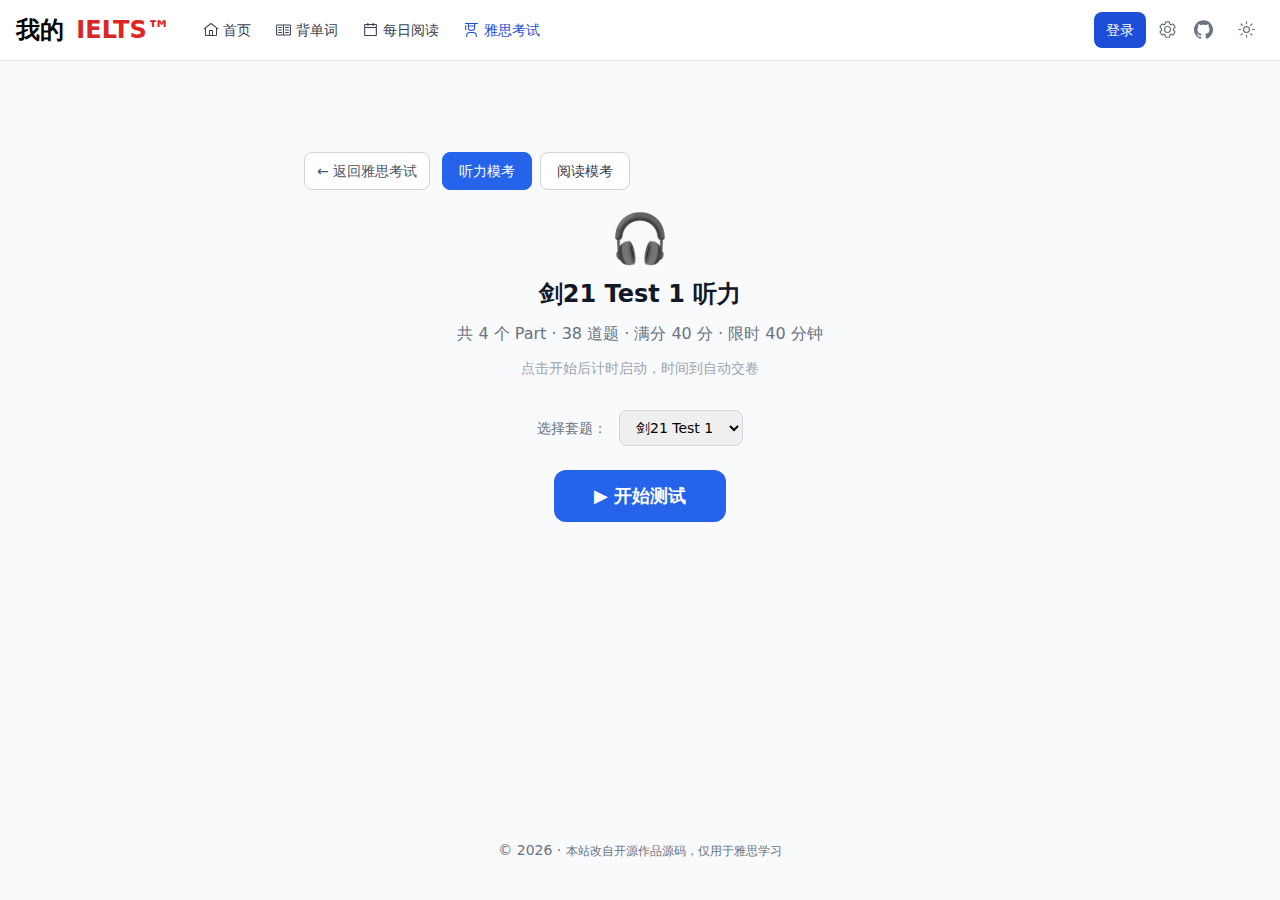 我的 IELTS™ 首页 背单词 每日阅读 雅思考试 登录
← 返回雅思考试 听力模考 阅读模考
剑21 Test 1 听力
共 4 个 Part · 38 道题 · 满分 40 分 · 限时 40 分钟
点击开始后计时启动，时间到自动交卷
选择套题： 剑21 Test 1
▶ 开始测试
© 2026 · 本站改自开源作品源码，仅用于雅思学习